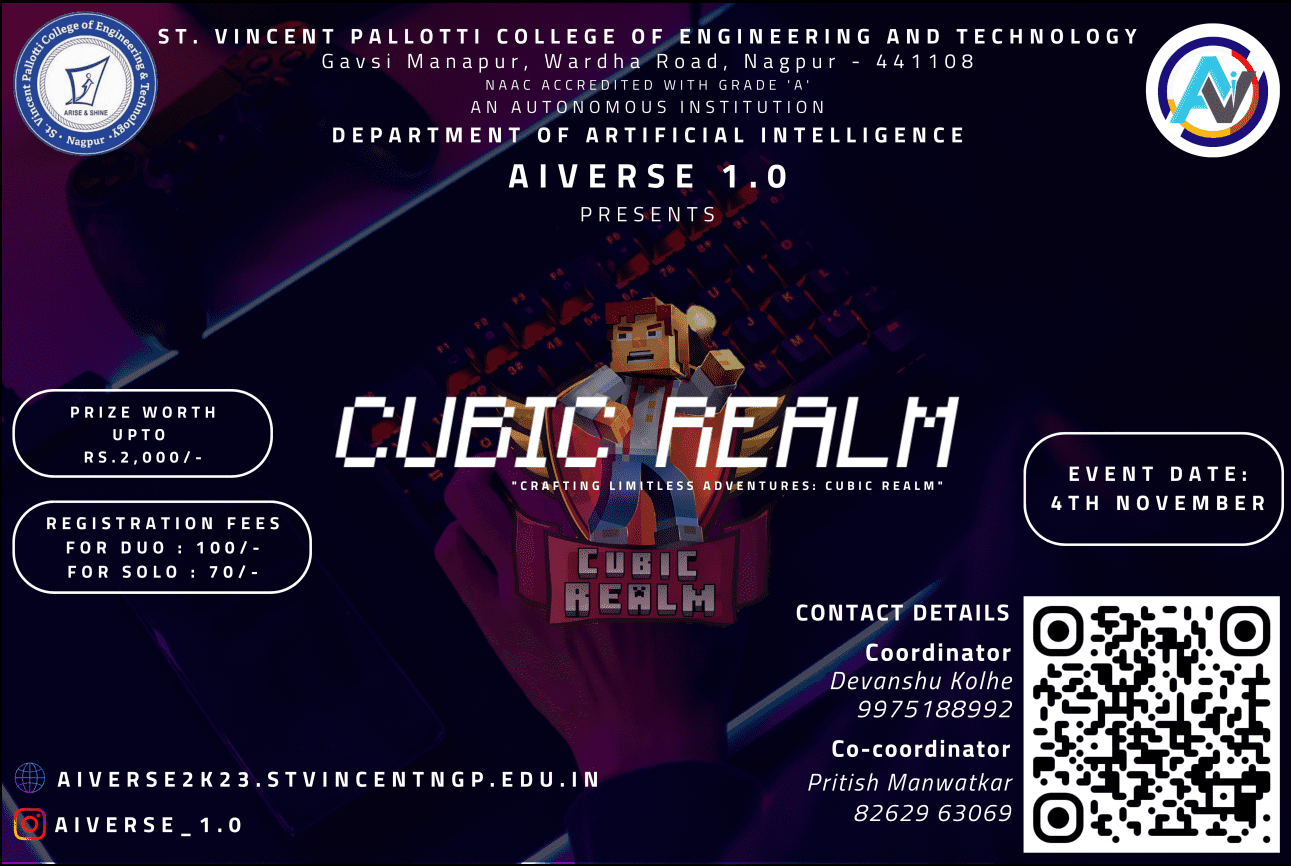 St. Vincent Pallotti College of Engineering & Technology
ARISE & SHINE
Nagpur
ST. VINCENT PALLOTTI COLLEGE OF ENGINEERING AND TECHNOLOGY
Gavsi Manapur, Wardha Road, Nagpur - 441108
NAAC ACCREDITED WITH GRADE 'A'
AN AUTONOMOUS INSTITUTION
DEPARTMENT OF ARTIFICIAL INTELLIGENCE
AIVERSE 1.0
PRESENTS
AiV
PRIZE WORTH
UPTO
RS.2,000/-
REGISTRATION FEES
FOR DUO : 100/-
FOR SOLO : 70/-
CUBIC REALM
"CRAFTING LIMITLESS ADVENTURES: CUBIC REALM"
CUBIC
REALM
EVENT DATE:
4TH NOVEMBER
CONTACT DETAILS
Coordinator
Devanshu Kolhe
9975188992
Co-coordinator
Pritish Manwatkar
82629 63069
AIVERSE2K23.STVINCENTNGP.EDU.IN
AIVERSE_1.0